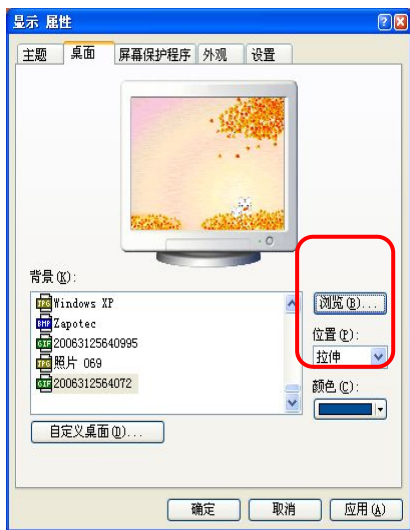 显示 属性
主题 桌面 屏幕保护程序 外观 设置
背景(K):
Windows XP
Zapotec
20063125640995
照片 069
2006312564072
浏览(B)...
位置(P):
拉伸
颜色(C):
自定义桌面(D)...
确定 取消 应用(A)